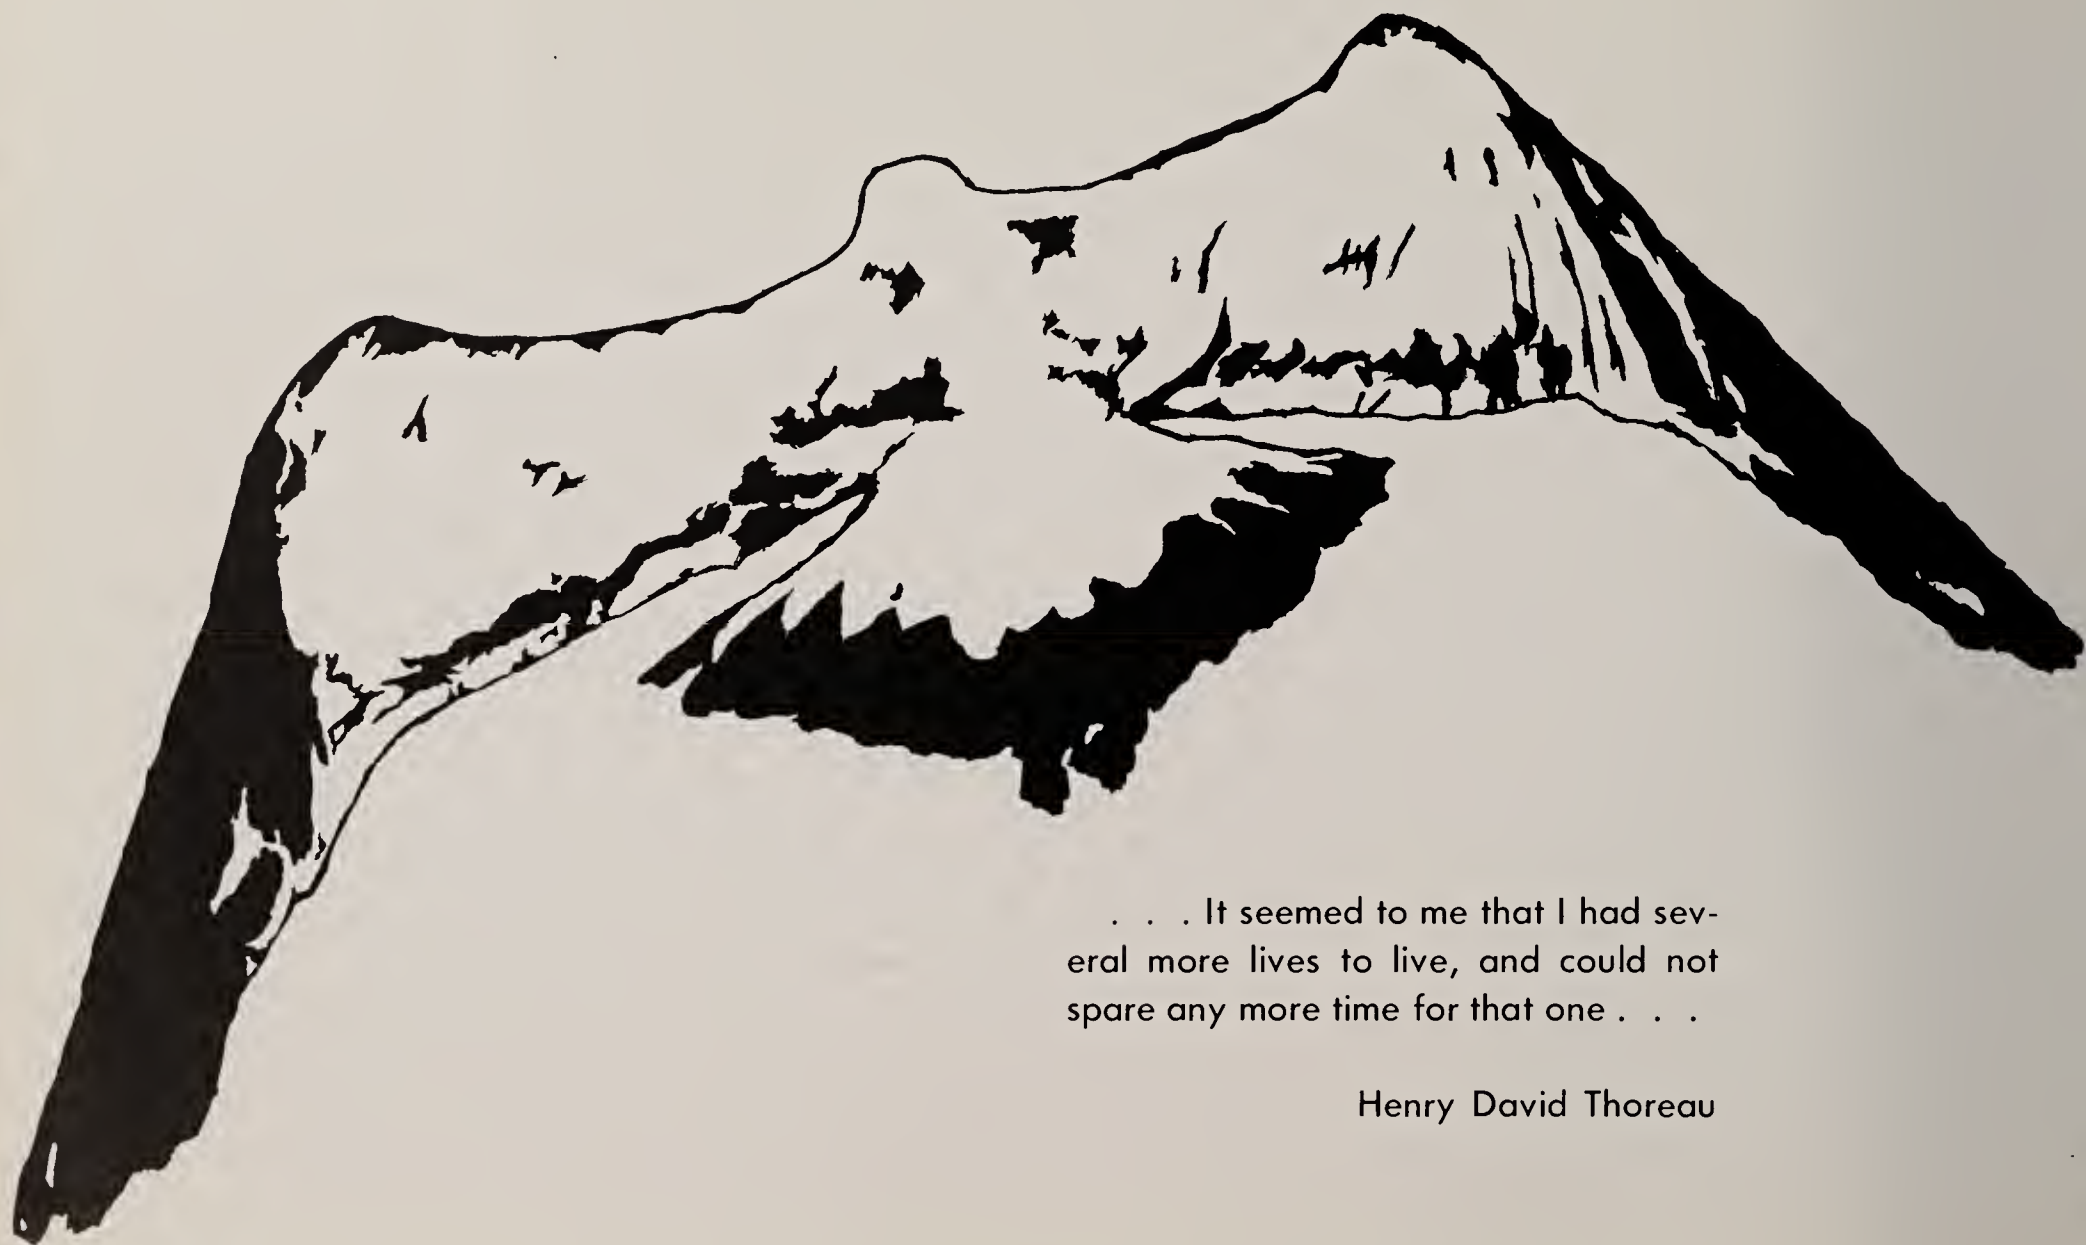 . . . It seemed to me that I had sev-
eral more lives to live, and could not
spare any more time for that one . . .
Henry David Thoreau